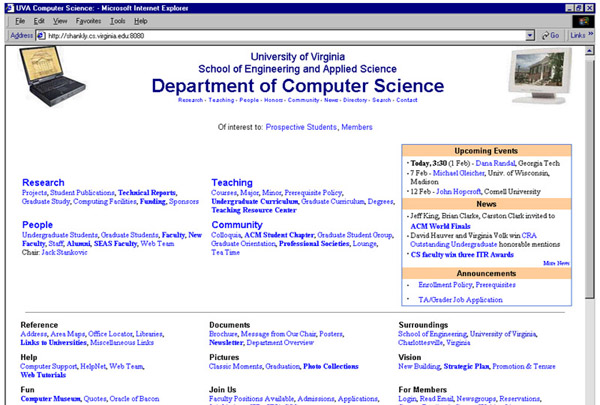 UVA Computer Science: - Microsoft Internet Explorer
File Edit View Favorites Tools Help
Address http://shankly.cs.virginia.edu:8080 Go Links »
University of Virginia
School of Engineering and Applied Science
Department of Computer Science
Research - Teaching - People - Honors - Community - News - Directory - Search - Contact
Of interest to: Prospective Students, Members
Research
Projects, Student Publications, Technical Reports,
Graduate Study, Computing Facilities, Funding, Sponsors
Teaching
Courses, Major, Minor, Prerequisite Policy,
Undergraduate Curriculum, Graduate Curriculum, Degrees,
Teaching Resource Center
People
Undergraduate Students, Graduate Students, Faculty, New
Faculty, Staff, Alumni, SEAS Faculty, Web Team
Chair: Jack Stankovic
Community
Colloquia, ACM Student Chapter, Graduate Student Group,
Graduate Orientation, Professional Societies, Lounge,
Tea Time
Upcoming Events
· Today, 3:30 (1 Feb) - Dana Randal, Georgia Tech
· 7 Feb - Michael Gleicher, Univ. of Wisconsin,
Madison
· 12 Feb - John Hopcroft, Cornell University
News
· Jeff King, Brian Clarke, Carston Clark invited to
ACM World Finals
· David Hauver and Virginia Volk win CRA
Outstanding Undergraduate honorable mentions
· CS faculty win three ITR Awards
More News
Announcements
· Enrollment Policy, Prerequisites
· TA/Grader Job Application
Reference
Address, Area Maps, Office Locator, Libraries,
Links to Universities, Miscellaneous Links
Documents
Brochure, Message from Our Chair, Posters,
Newsletter, Department Overview
Surroundings
School of Engineering, University of Virginia,
Charlottesville, Virginia
Help
Computer Support, HelpNet, Web Team,
Web Tutorials
Pictures
Classic Moments, Graduation, Photo Collections
Vision
New Building, Strategic Plan, Promotion & Tenure
Fun
Computer Museum, Quotes, Oracle of Bacon
Join Us
Faculty Positions Available, Admissions, Applications,
For Members
Login, Read Email, Newsgroups, Reservations,